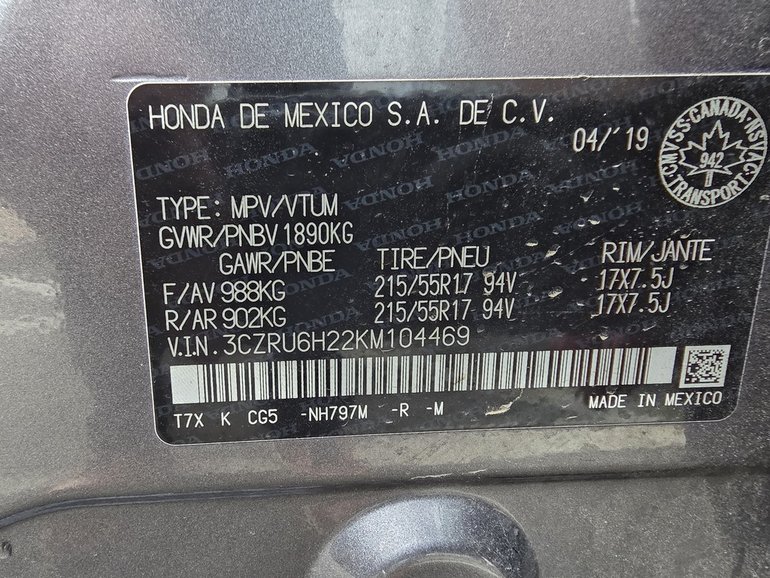 HONDA DE MEXICO S.A. DE C.V.
04/'19
CMVSS-CANADA-NSVAC
942
TRANSPORT
TYPE: MPV/VTUM
GVWR/PNBV 1890KG
GAWR/PNBE TIRE/PNEU RIM/JANTE
F/AV 988KG 215/55R17 94V 17X7.5J
R/AR 902KG 215/55R17 94V 17X7.5J
V.I.N. 3CZRU6H22KM104469
T7X K CG5 -NH797M -R -M MADE IN MEXICO